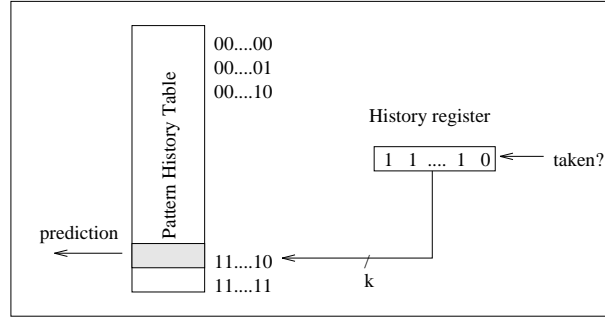 Pattern History Table
00....00
00....01
00....10
History register
1 1 .... 1 0
taken?
prediction
11....10
k
11....11